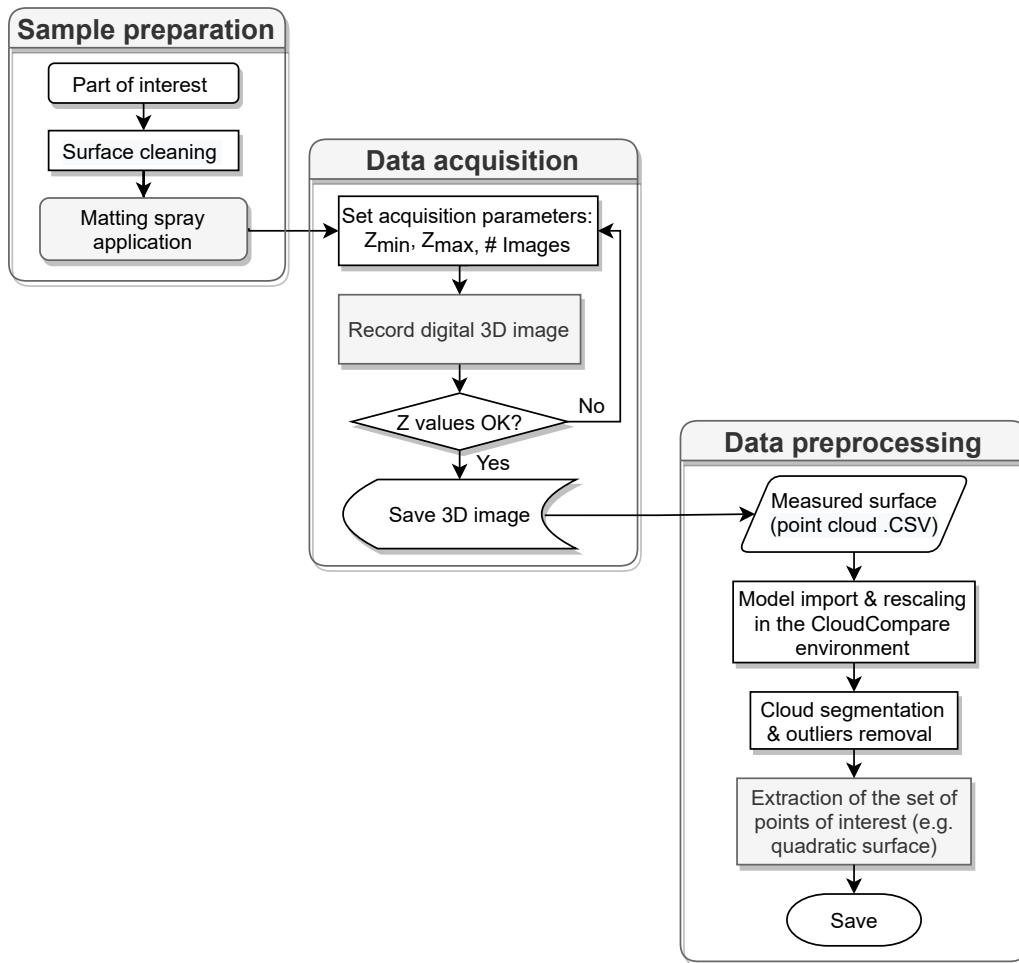 Sample preparation
Part of interest
Surface cleaning
Matting spray
application
Data acquisition
Set acquisition parameters:
Zmin, Zmax, # Images
Record digital 3D image
Z values OK?
No
Yes
Save 3D image
Data preprocessing
Measured surface
(point cloud .CSV)
Model import & rescaling
in the CloudCompare
environment
Cloud segmentation
& outliers removal
Extraction of the set of
points of interest (e.g.
quadratic surface)
Save